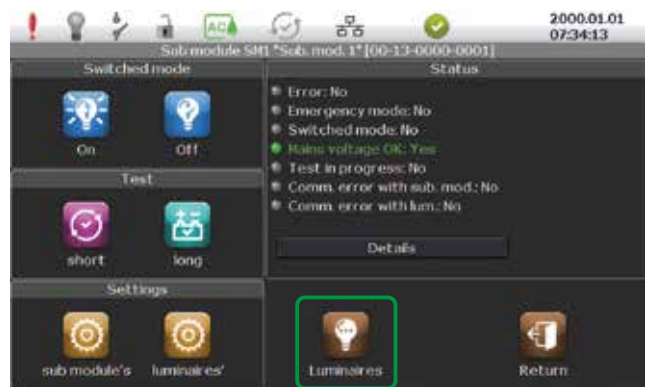 AC
2000.01.01
07:34:13
Sub module SM1 "Sub. mod. 1" [00-13-0000-0001]
Switched mode
On
Off
Test
short
long
Settings
sub module's
luminaires'
Status
Error: No
Emergency mode: No
Switched mode: No
Mains voltage OK: Yes
Test in progress: No
Comm. error with sub. mod.: No
Comm. error with lum.: No
Details
Luminaires
Return